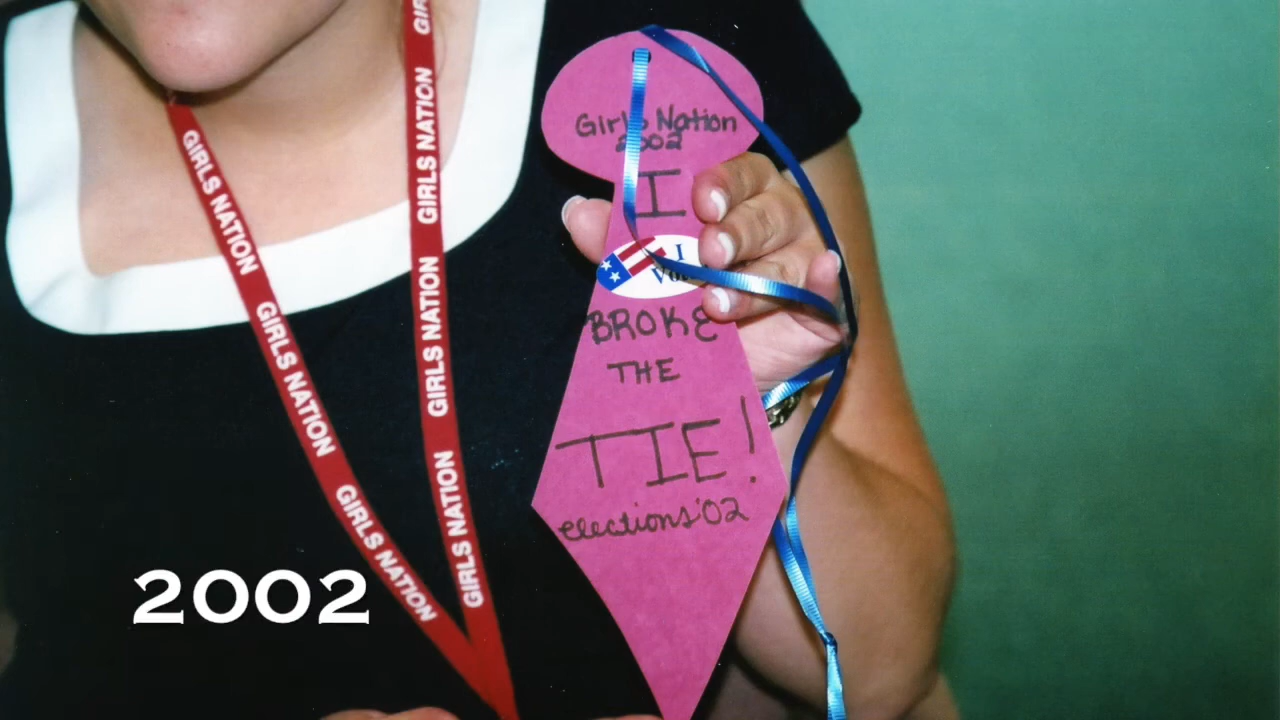 GIRLS NATION
GIRLS NATION
GIRLS NATION
GIRLS NATION
GIRLS NATION
GIRLS NATION
GIRLS NATION
Girls Nation
2002
I
I
BROKE
THE
TIE!
elections '02
2002